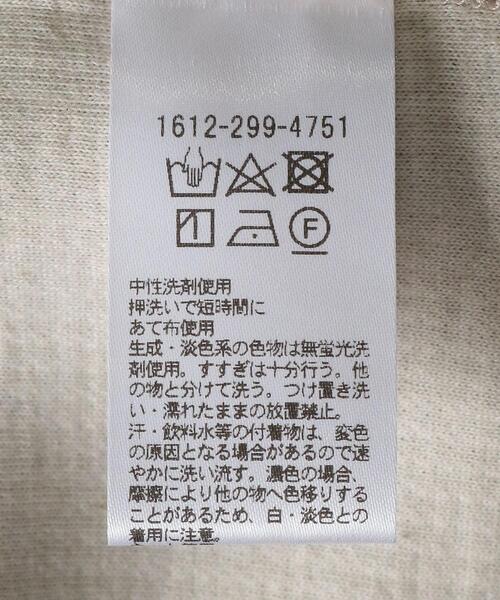 1612-299-4751
F
中性洗剤使用
押洗いで短時間に
あて布使用
生成・淡色系の色物は無蛍光洗
剤使用。すすぎは十分行う。他
の物と分けて洗う。つけ置き洗
い・濡れたままの放置禁止。
汗・飲料水等の付着物は、変色
の原因となる場合があるので速
やかに洗い流す。濃色の場合、
摩擦により他の物へ色移りする
ことがあるため、白・淡色との
着用に注意。